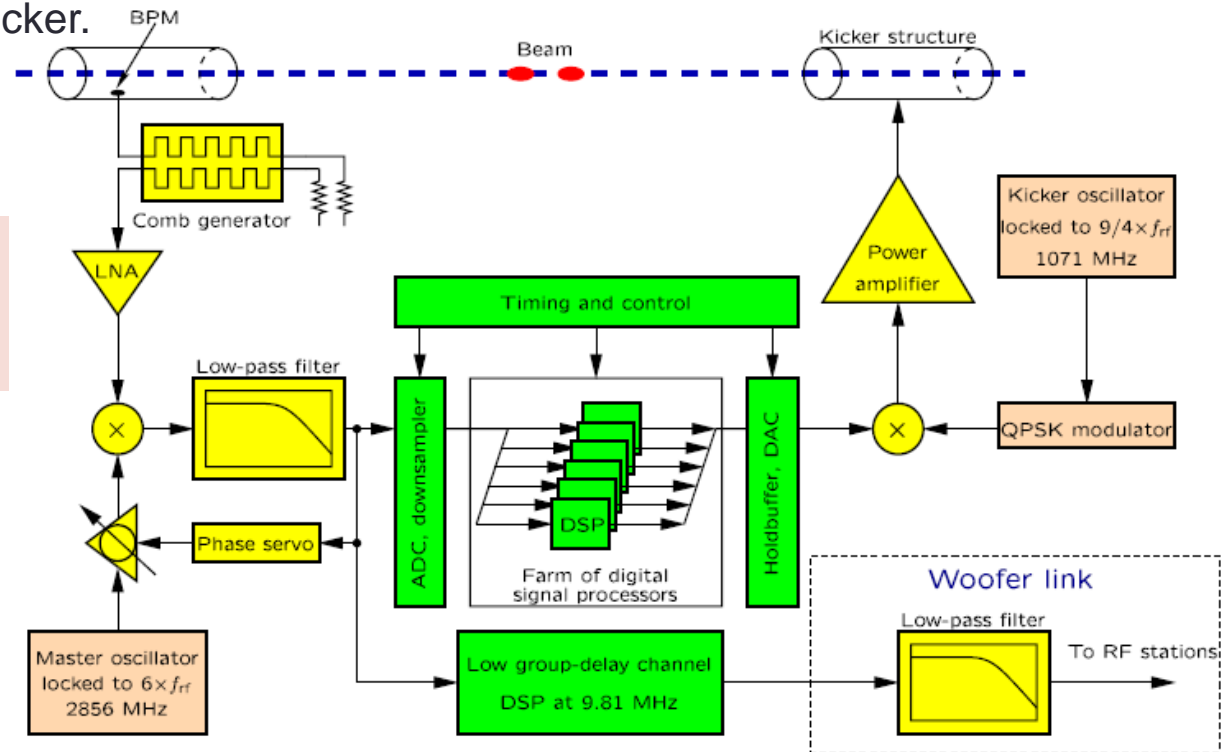 cker.
BPM
Beam
Kicker structure
Comb generator
LNA
Kicker oscillator
locked to 9/4×frf
1071 MHz
Power
amplifier
Timing and control
Low-pass filter
×
ADC, downsampler
DSP
Farm of digital
signal processors
Holdbuffer, DAC
×
QPSK modulator
Phase servo
Master oscillator
locked to 6×frf
2856 MHz
Low group-delay channel
DSP at 9.81 MHz
Woofer link
Low-pass filter
To RF stations